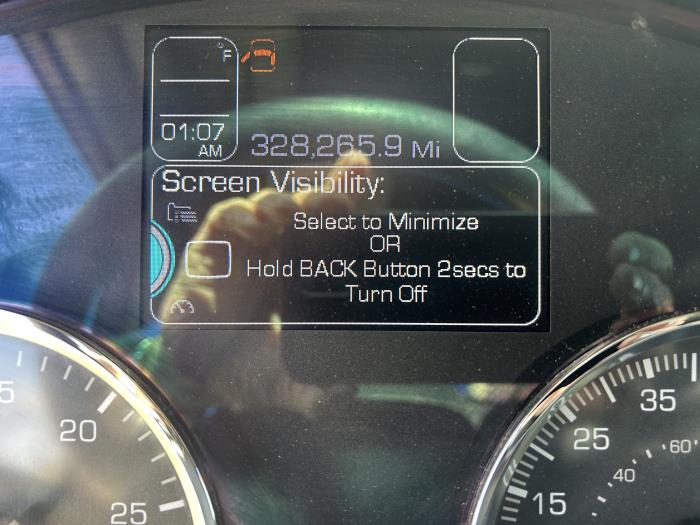 °F
01:07
AM
328,265.9 Mi
Screen Visibility:
Select to Minimize
OR
Hold BACK Button 2secs to
Turn Off
5
20
25
35
25
15
60
40